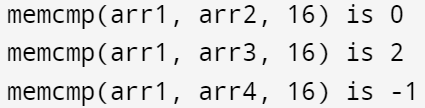 memcmp(arr1, arr2, 16) is 0
memcmp(arr1, arr3, 16) is 2
memcmp(arr1, arr4, 16) is -1